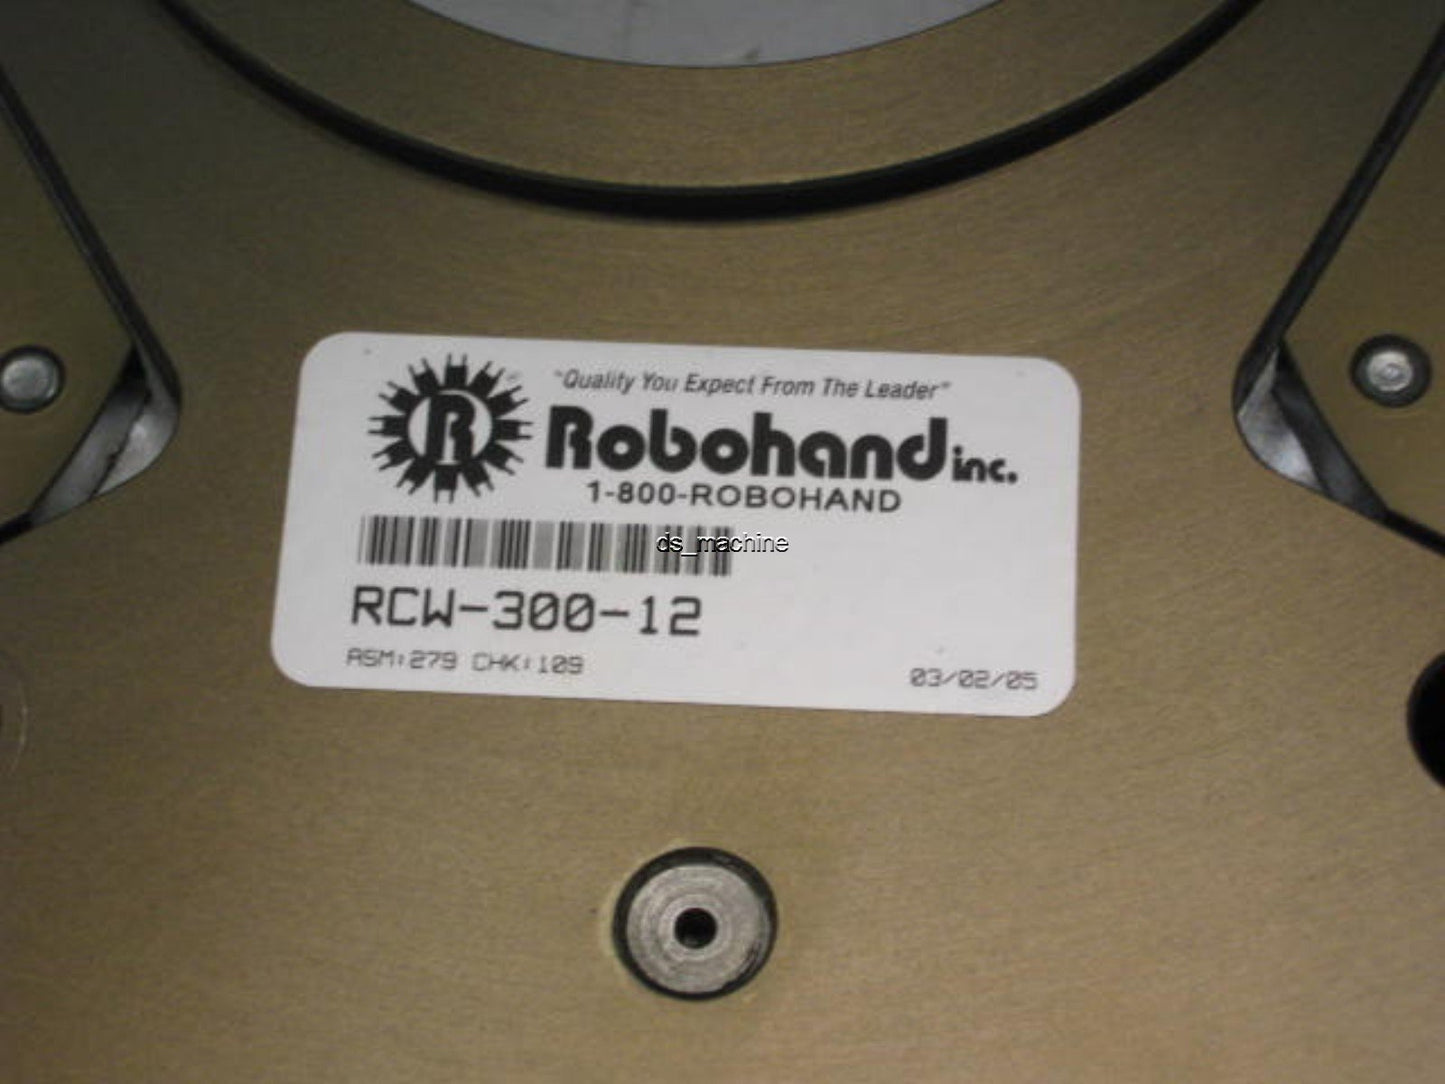 "Quality You Expect From The Leader"
R
Robohand inc.
1-800-ROBOHAND
ds_machine
RCW-300-12
ASM:279 CHK:109
03/02/05